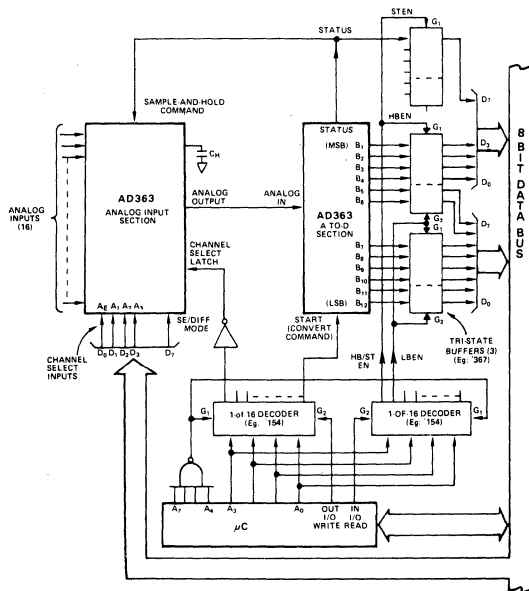 STATUS
STEN
G1
SAMPLE-AND-HOLD
COMMAND
D7
HBEN
G1
STATUS
(MSB) B1
B2
B3
B4
B5
B6
D3
D0
CH
AD363
ANALOG INPUT
SECTION
ANALOG
OUTPUT
ANALOG
IN
AD363
A TO-D
SECTION
ANALOG
INPUTS
(16)
G2
G1
D7
B7
B8
B9
B10
B11
(LSB) B12
D0
G2
CHANNEL
SELECT
LATCH
8 BIT DATA BUS
AE A1 A2 A3
SE/DIFF
MODE
START
(CONVERT
COMMAND)
D0 D1 D2 D3 D7
CHANNEL
SELECT
INPUTS
HB/ST
EN
LBEN
TRI-STATE
BUFFERS (3)
(Eg: '367)
G1
1-of 16 DECODER
(Eg: '154)
G2
G2
1-OF-16 DECODER
(Eg: '154)
G1
A7 A4 A3 A0
OUT
I/O
WRITE
IN
I/O
READ
μC